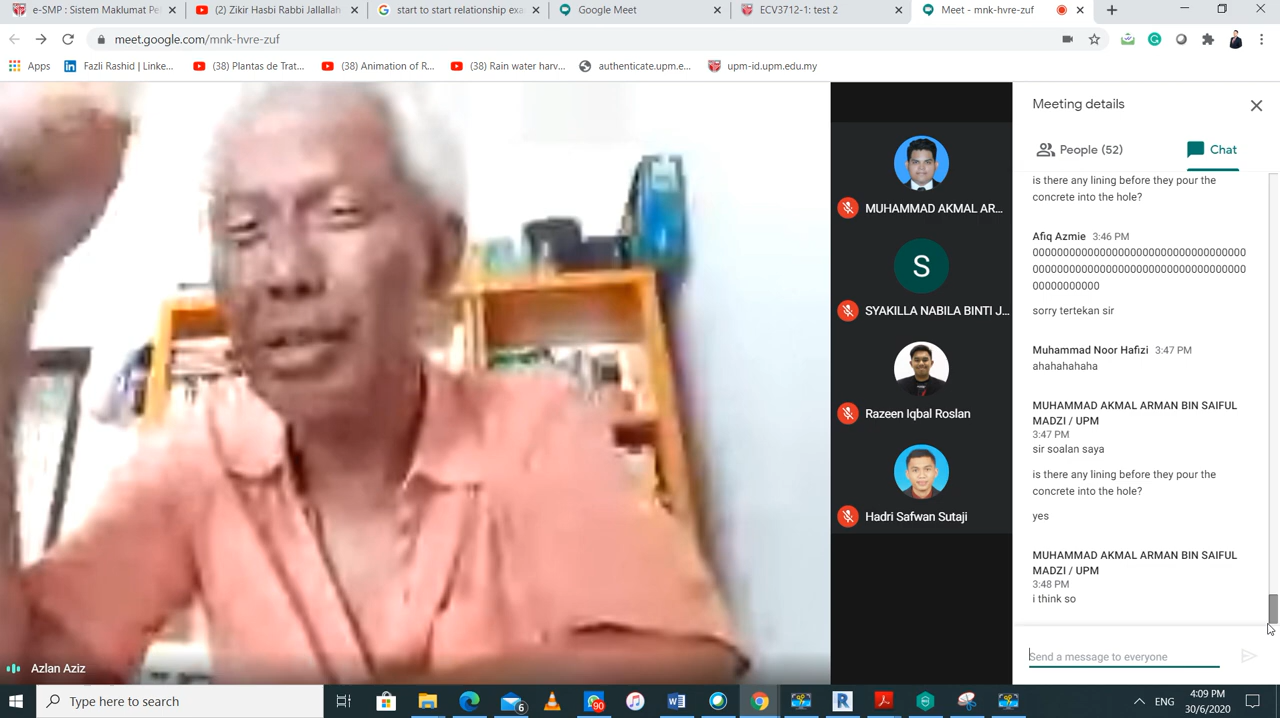 e-SMP : Sistem Maklumat Pel
(2) Zikir Hasbi Rabbi Jallallah
start to start relationship exa
Google Meet
ECV3712-1: test 2
Meet - mnk-hvre-zuf
meet.google.com/mnk-hvre-zuf
Apps
Fazli Rashid | Linke...
(38) Plantas de Trat...
(38) Animation of R...
(38) Rain water harv...
authenticate.upm.e...
upm-id.upm.edu.my
Azlan Aziz
MUHAMMAD AKMAL AR...
S
SYAKILLA NABILA BINTI J...
Razeen Iqbal Roslan
Hadri Safwan Sutaji
Meeting details
People (52)
Chat
is there any lining before they pour the
concrete into the hole?
Afiq Azmie 3:46 PM
sorry tertekan sir
Muhammad Noor Hafizi 3:47 PM
ahahahahaha
MUHAMMAD AKMAL ARMAN BIN SAIFUL
MADZI / UPM
3:47 PM
sir soalan saya
is there any lining before they pour the
concrete into the hole?
yes
MUHAMMAD AKMAL ARMAN BIN SAIFUL
MADZI / UPM
3:48 PM
i think so
Send a message to everyone
Type here to search
6
90
ENG
4:09 PM
30/6/2020